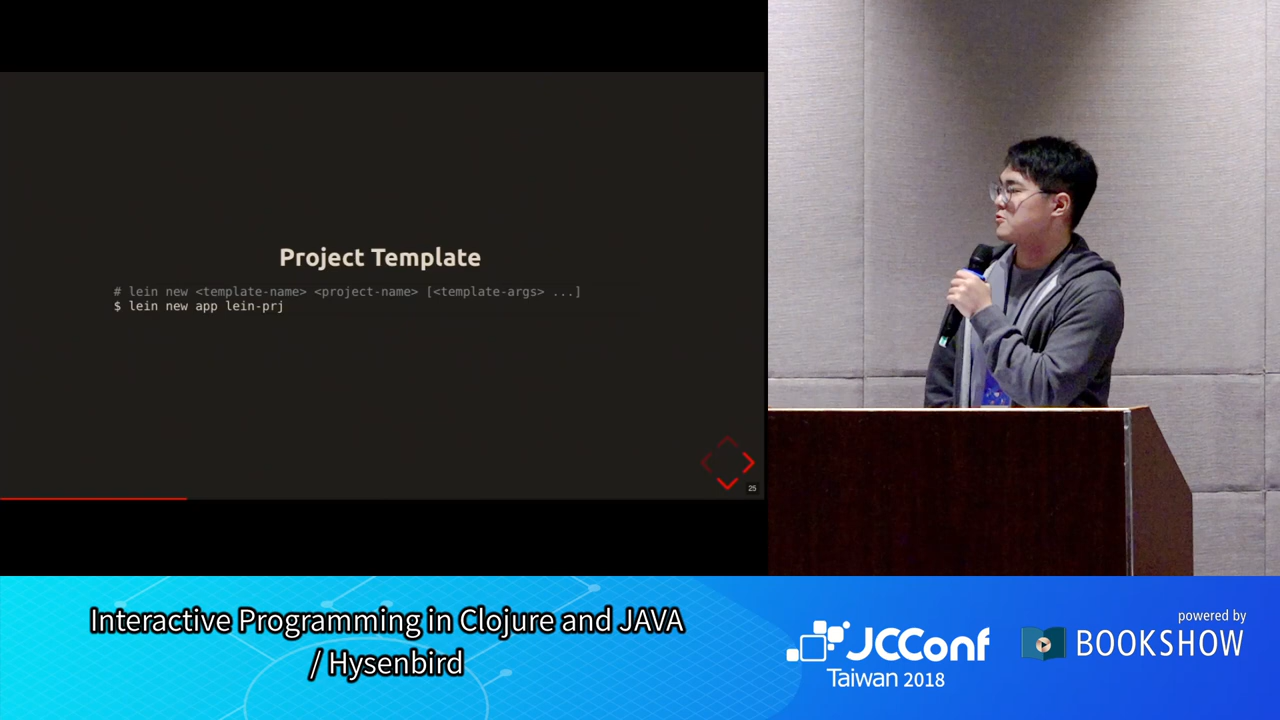 Project Template
# lein new <template-name> <project-name> [<template-args> ...]
$ lein new app lein-prj
25
Interactive Programming in Clojure and JAVA
/ Hysenbird
JCConf
Taiwan 2018
powered by
BOOKSHOW